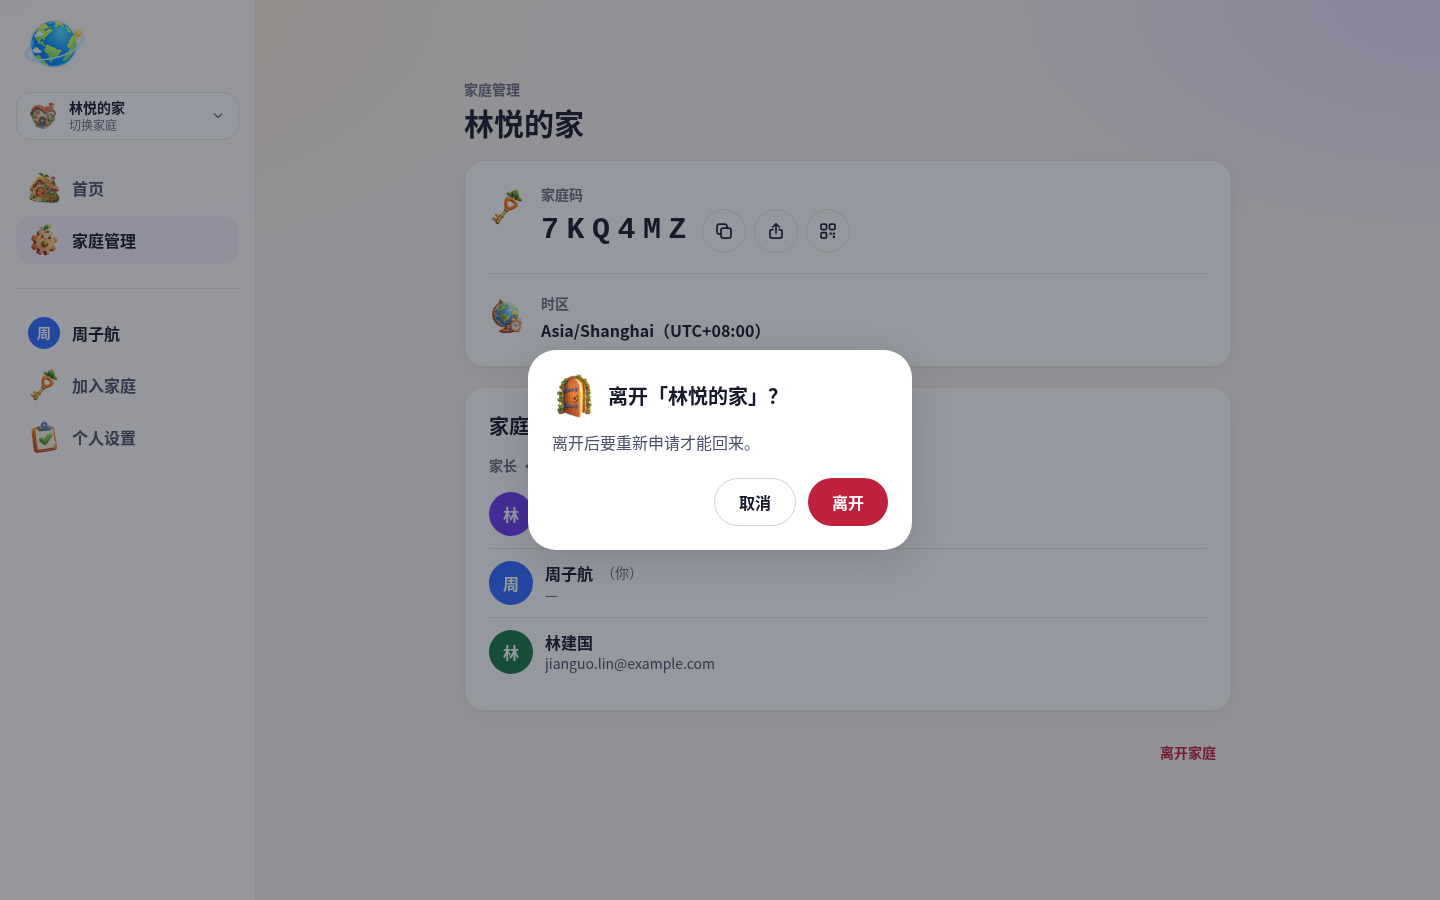 林悦的家
切换家庭
首页
家庭管理
周
周子航
加入家庭
个人设置
家庭管理
林悦的家
家庭码
7KQ4MZ
时区
Asia/Shanghai（UTC+08:00）
家庭
家长
林
离开「林悦的家」？
离开后要重新申请才能回来。
取消
离开
周
周子航 （你）
—
林
林建国
jianguo.lin@example.com
离开家庭